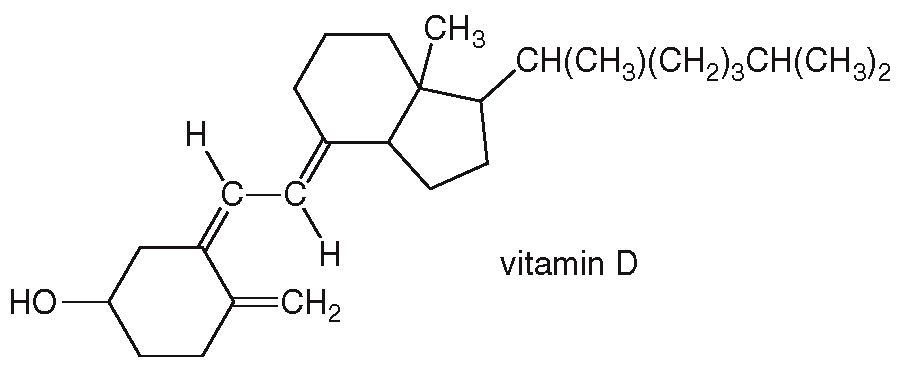 CH₃
CH(CH₃)(CH₂)₃CH(CH₃)₂
H
C C
H
vitamin D
HO
CH₂